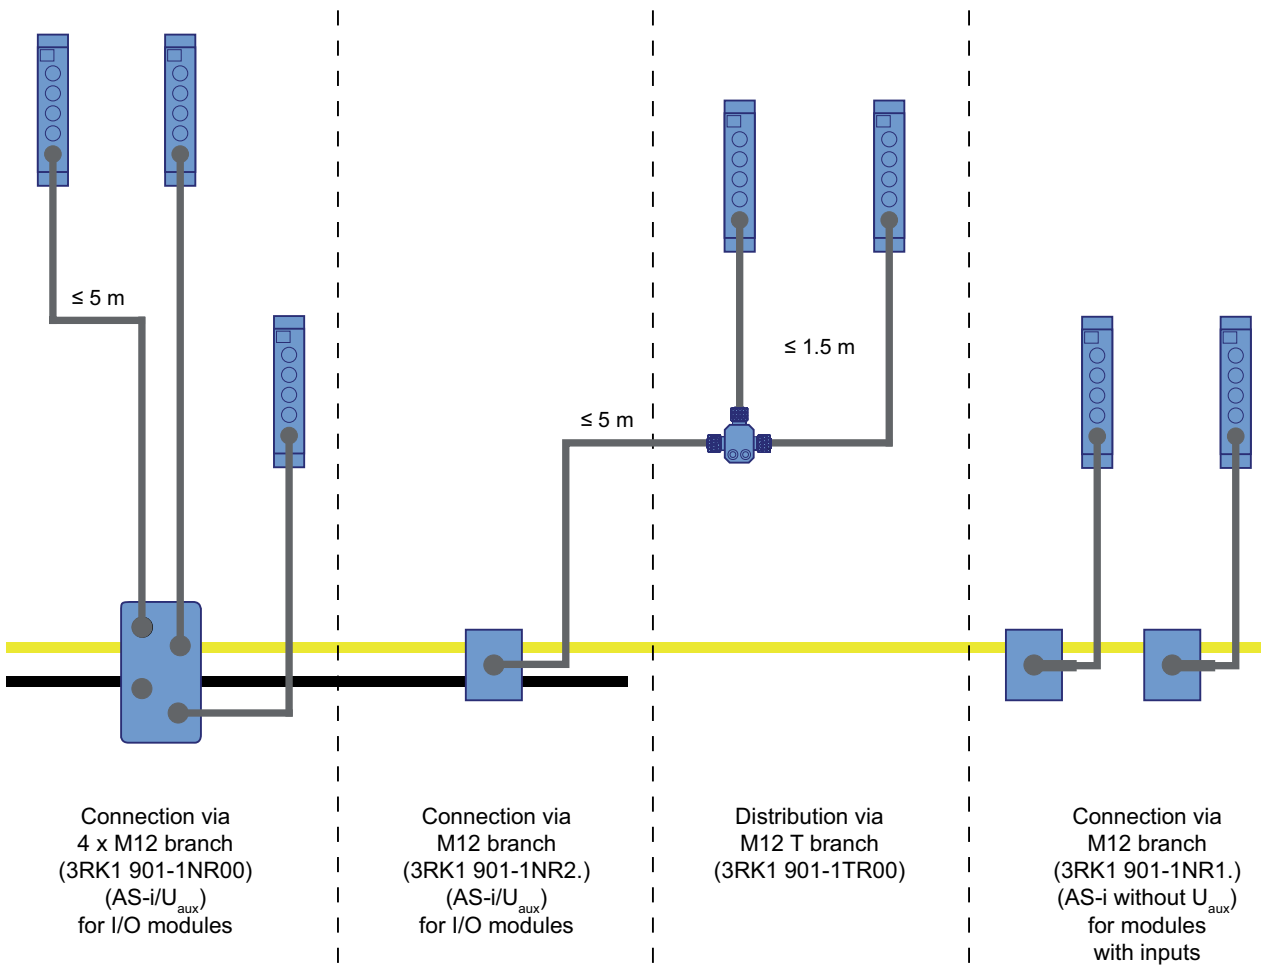 ≤ 5 m
≤ 1.5 m
≤ 5 m
Connection via
4 x M12 branch
(3RK1 901-1NR00)
(AS-i/Uaux)
for I/O modules
Connection via
M12 branch
(3RK1 901-1NR2.)
(AS-i/Uaux)
for I/O modules
Distribution via
M12 T branch
(3RK1 901-1TR00)
Connection via
M12 branch
(3RK1 901-1NR1.)
(AS-i without Uaux)
for modules
with inputs